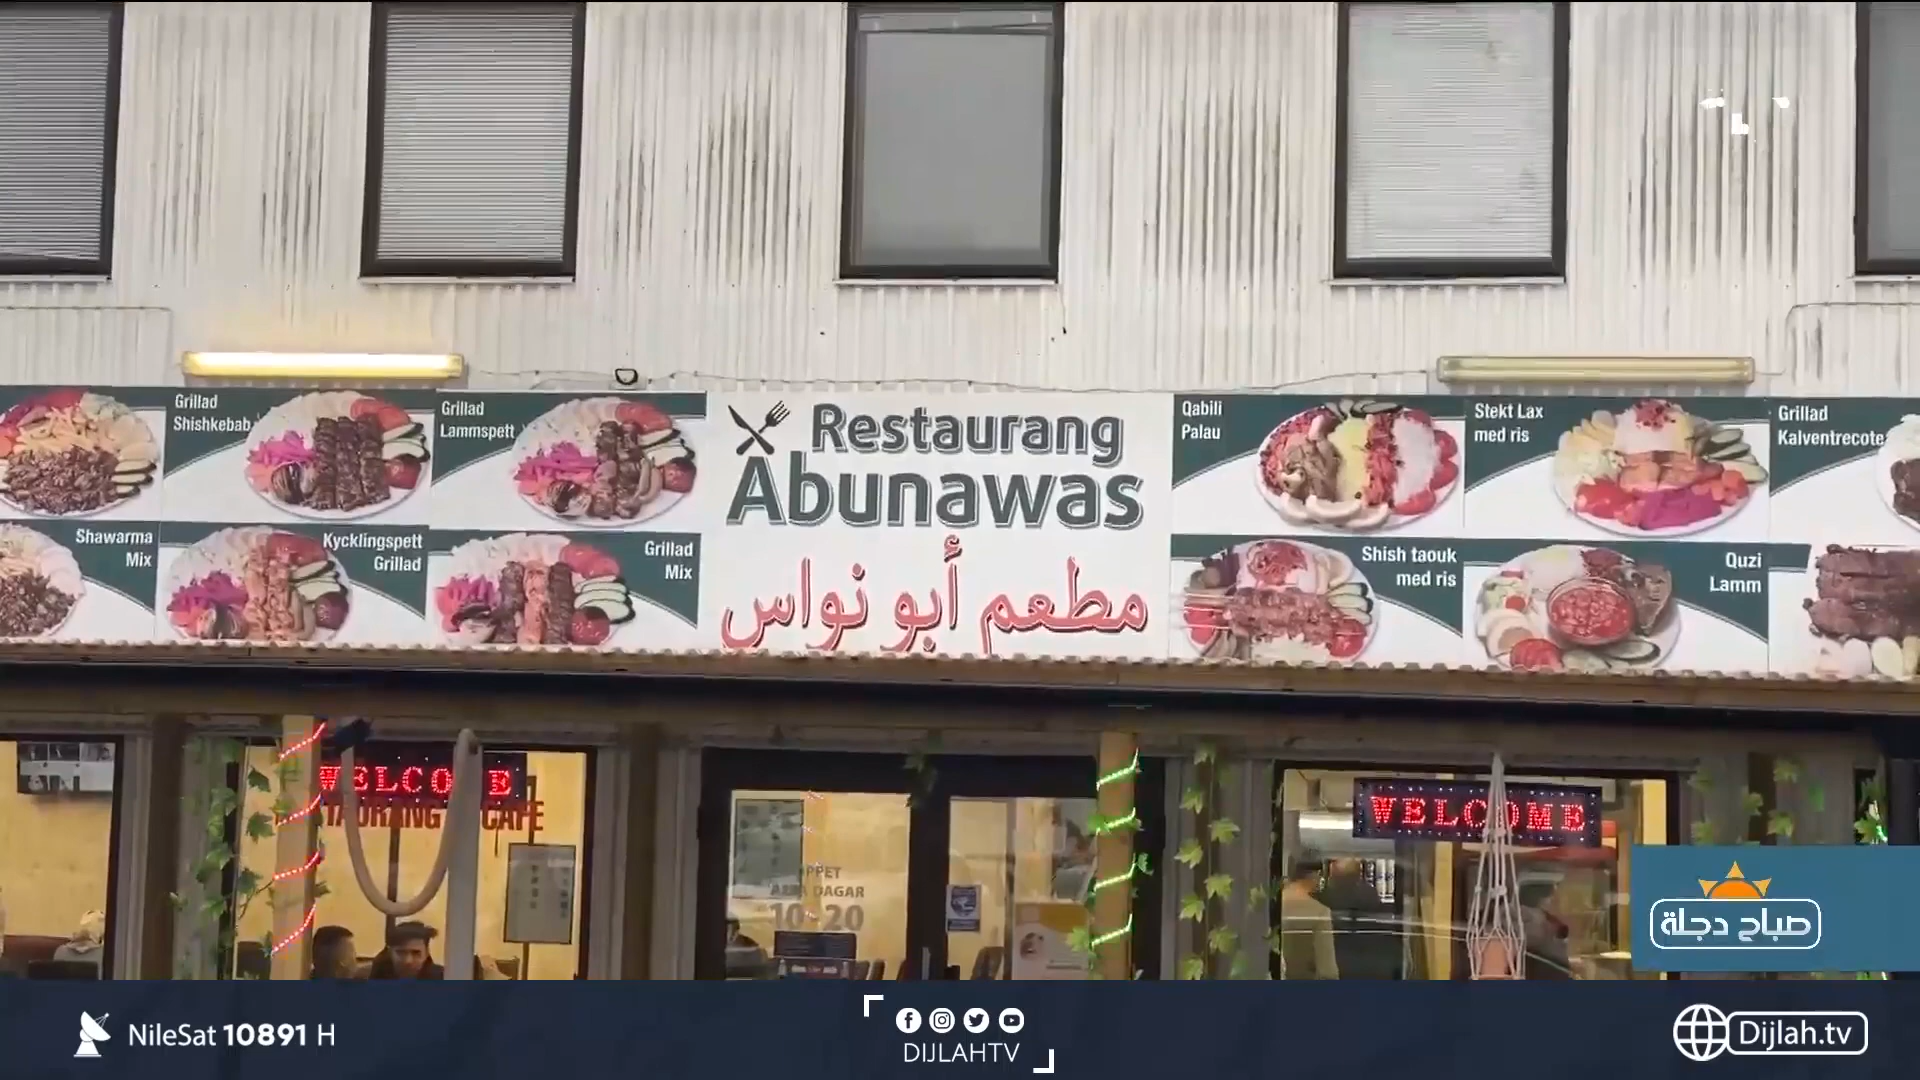 Grillad
Shishkebab
Grillad
Lammspett
Shawarma
Mix
Kycklingspett
Grillad
Grillad
Mix
Restaurang
Abunawas
مطعم أبو نواس
Qabili
Palau
Stekt Lax
med ris
Grillad
Kalventrecote
Shish taouk
med ris
Quzi
Lamm
WELCOME
CAFE
DAGAR
10-20
WELCOME
صباح دجلة
NileSat 10891 H
DIJLAHTV
Dijlah.tv